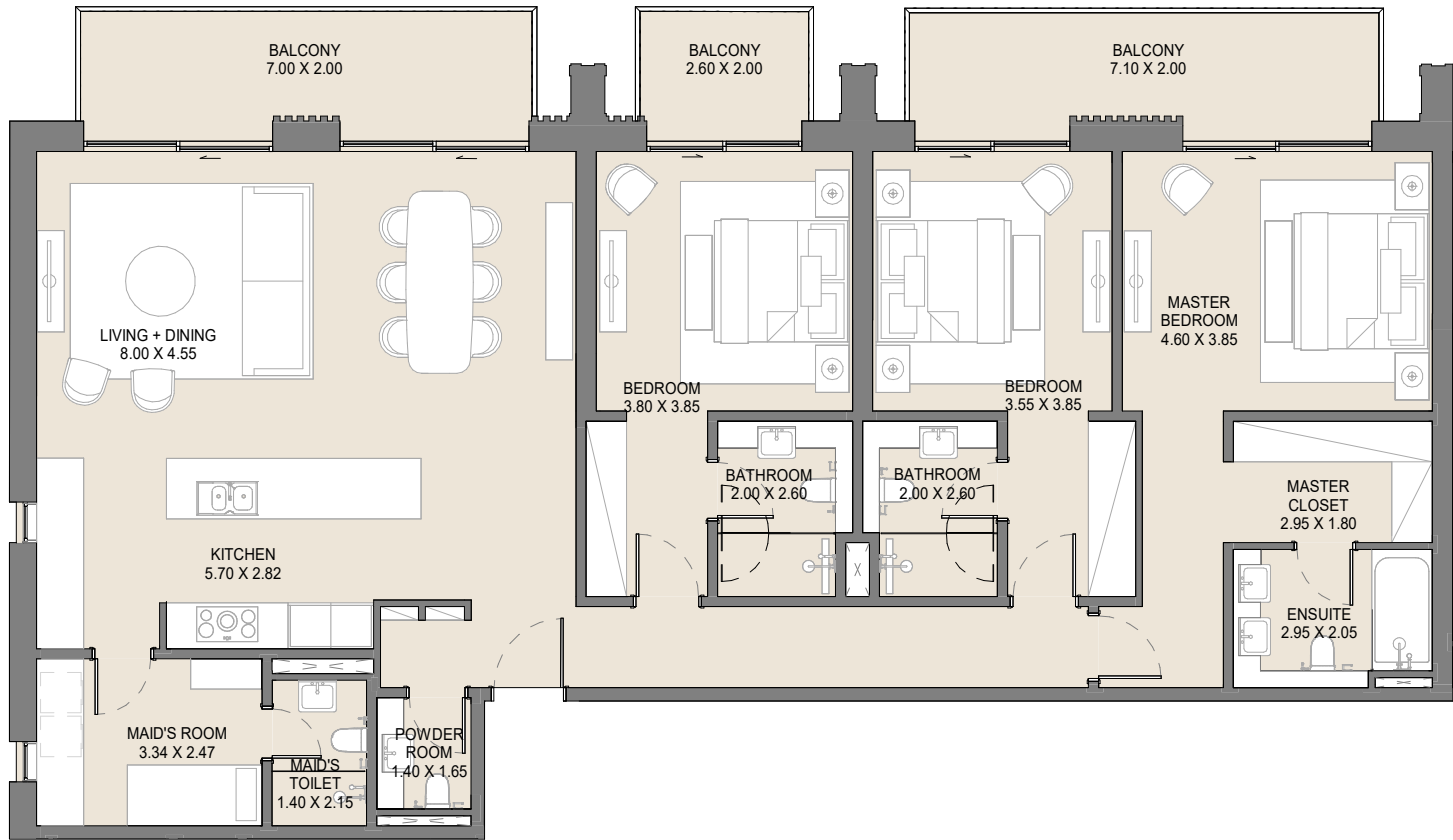 BALCONY
7.00 X 2.00
BALCONY
2.60 X 2.00
BALCONY
7.10 X 2.00
LIVING + DINING
8.00 X 4.55
MASTER
BEDROOM
4.60 X 3.85
BEDROOM
3.80 X 3.85
BEDROOM
3.55 X 3.85
BATHROOM
2.00 X 2.60
BATHROOM
2.00 X 2.60
MASTER
CLOSET
2.95 X 1.80
KITCHEN
5.70 X 2.82
ENSUITE
2.95 X 2.05
MAID'S ROOM
3.34 X 2.47
MAID'S
TOILET
1.40 X 2.15
POWDER
ROOM
1.40 X 1.65